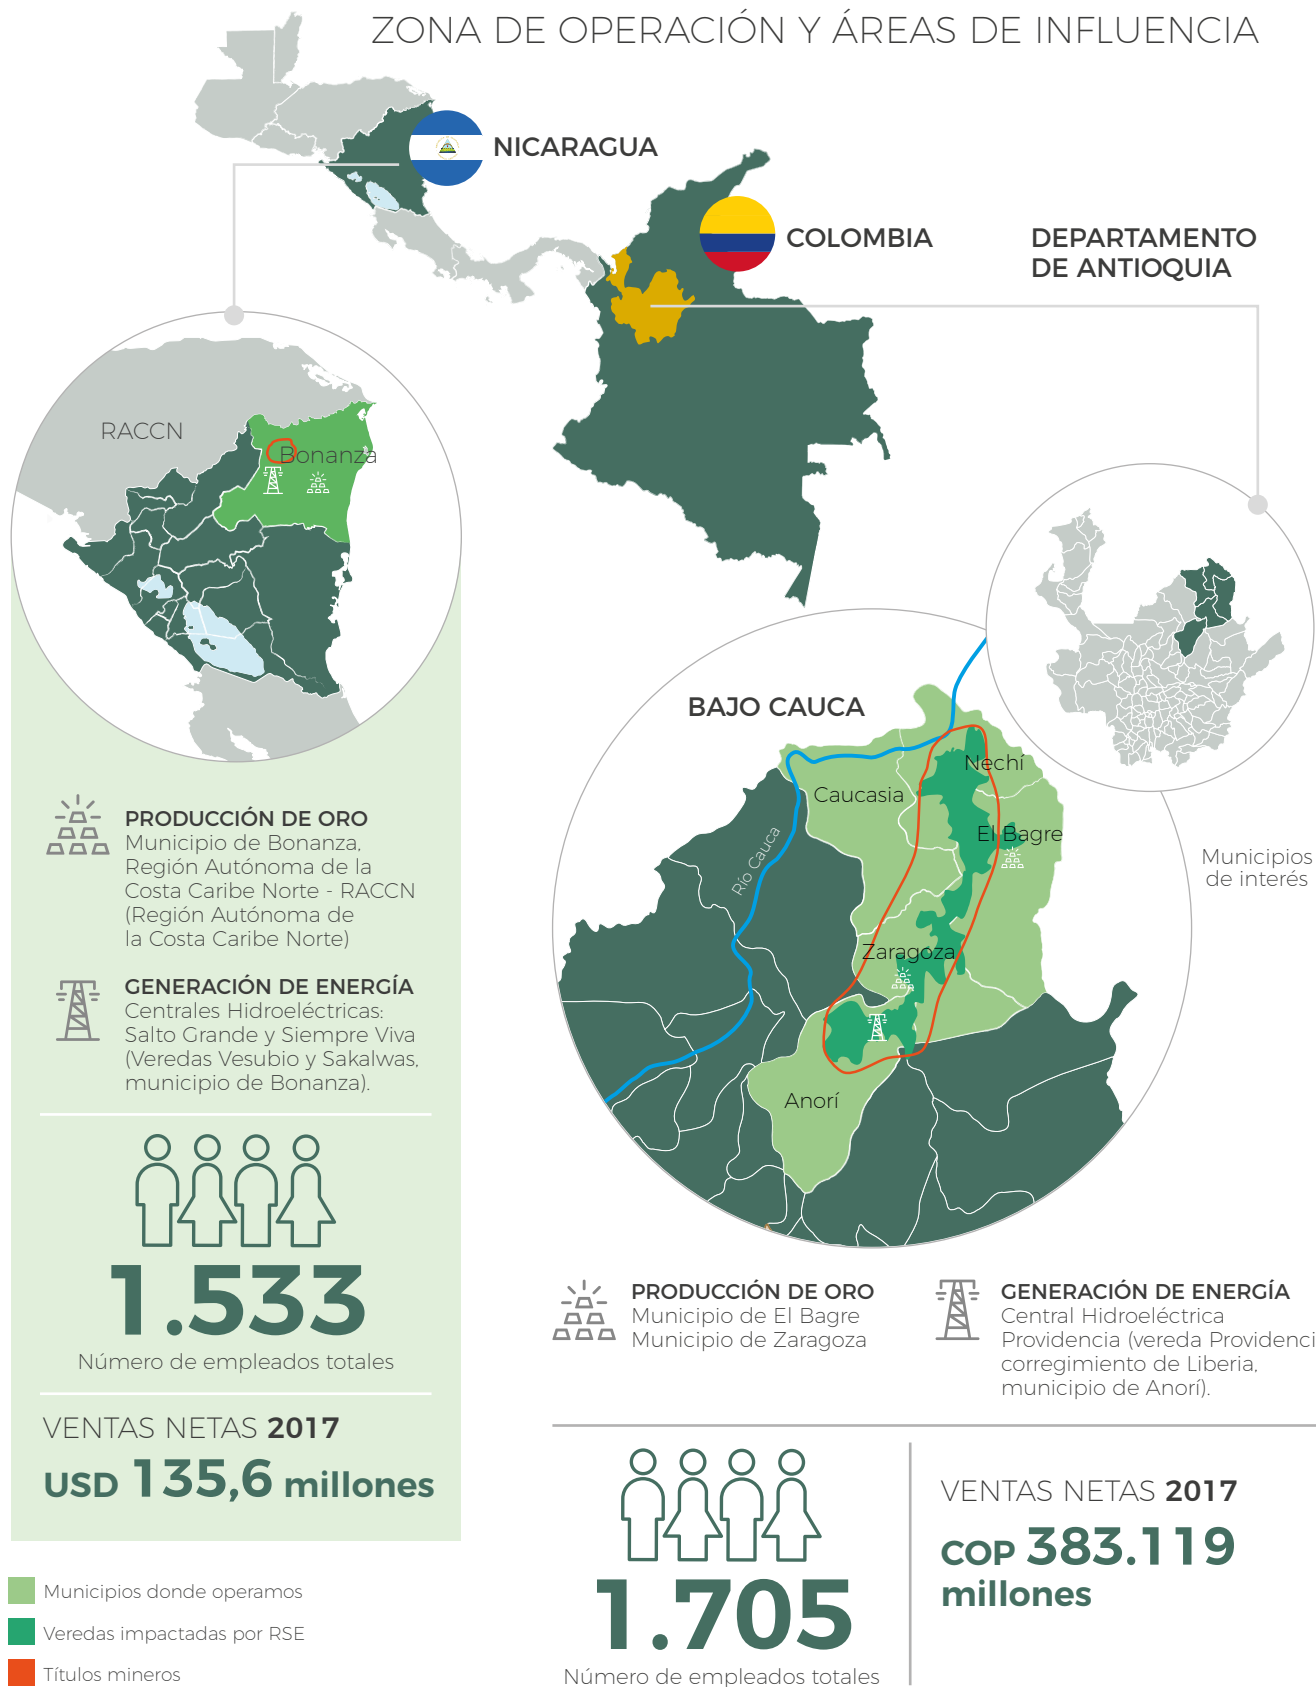 ZONA DE OPERACIÓN Y ÁREAS DE INFLUENCIA
NICARAGUA
COLOMBIA
DEPARTAMENTO
DE ANTIOQUIA
RACCN
Bonanza
BAJO CAUCA
Nechí
Caucasia
El Bagre
Río Cauca
Zaragoza
Anorí
Municipios
de interés
PRODUCCIÓN DE ORO
Municipio de Bonanza,
Región Autónoma de la
Costa Caribe Norte - RACCN
(Región Autónoma de
la Costa Caribe Norte)
GENERACIÓN DE ENERGÍA
Centrales Hidroeléctricas:
Salto Grande y Siempre Viva
(Veredas Vesubio y Sakalwas,
municipio de Bonanza).
1.533
Número de empleados totales
VENTAS NETAS 2017
USD 135,6 millones
Municipios donde operamos
Veredas impactadas por RSE
Títulos mineros
PRODUCCIÓN DE ORO
Municipio de El Bagre
Municipio de Zaragoza
GENERACIÓN DE ENERGÍA
Central Hidroeléctrica
Providencia (vereda Providenci
corregimiento de Liberia,
municipio de Anorí).
1.705
Número de empleados totales
VENTAS NETAS 2017
COP 383.119
millones